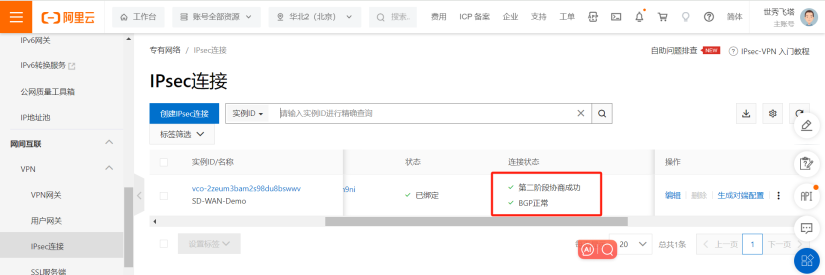 阿里云 工作台 账号全部资源 华北2（北京） 搜索... 费用 ICP 备案 企业 支持 工单 简体 世秀飞塔
主账号
IPv6网关
IPv6转换服务
公网质量工具箱
IP地址池
网间互联
VPN
VPN网关
用户网关
IPsec连接
SSL服务端
专有网络 / IPsec连接
自助问题排查 NEW ? IPsec-VPN 入门教程
IPsec连接
创建IPsec连接 实例ID 请输入实例ID进行精确查询
标签筛选
实例ID/名称 状态 连接状态 操作
vco-2zeum3bam2s98du8bswwv 9ni 已绑定 第二阶段协商成功 编辑 删除 生成对端配置
SD-WAN-Demo BGP正常
设置标签 20 总共1条 上一页 1 下一页
AI
API